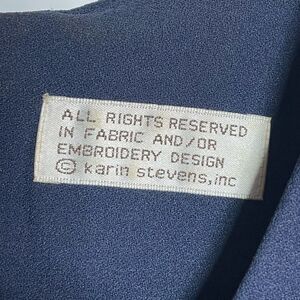 ALL RIGHTS RESERVED
IN FABRIC AND/OR
EMBROIDERY DESIGN
© karin stevens,inc